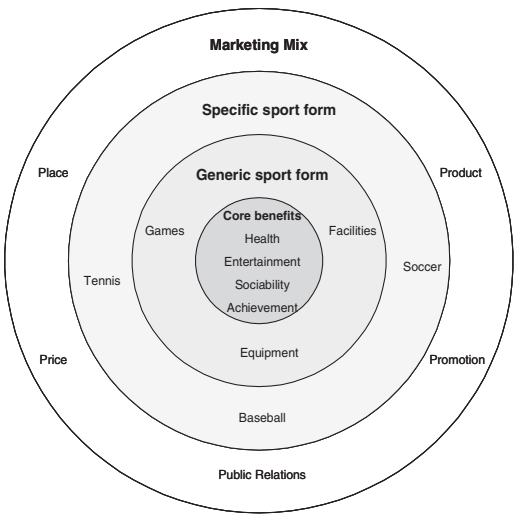 Marketing Mix
Specific sport form
Place
Product
Generic sport form
Core benefits
Games
Facilities
Health
Entertainment
Soccer
Tennis
Sociability
Achievement
Equipment
Price
Promotion
Baseball
Public Relations